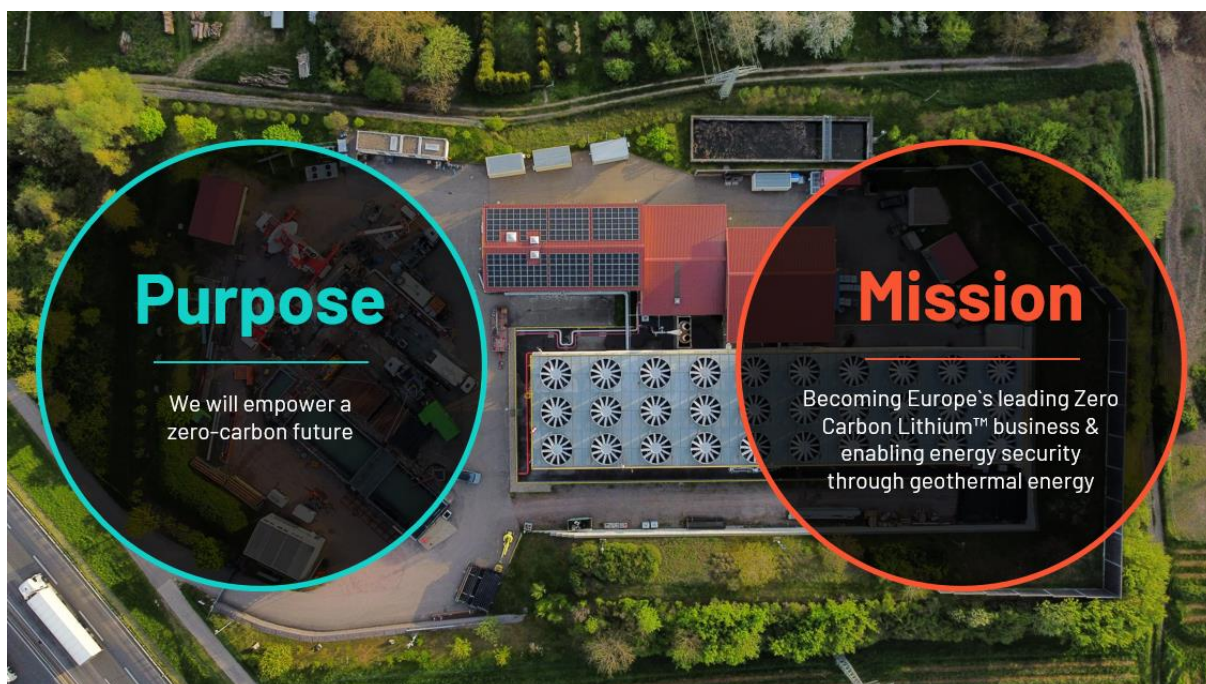 Purpose
We will empower a
zero-carbon future
Mission
Becoming Europe`s leading Zero
Carbon Lithium™ business &
enabling energy security
through geothermal energy